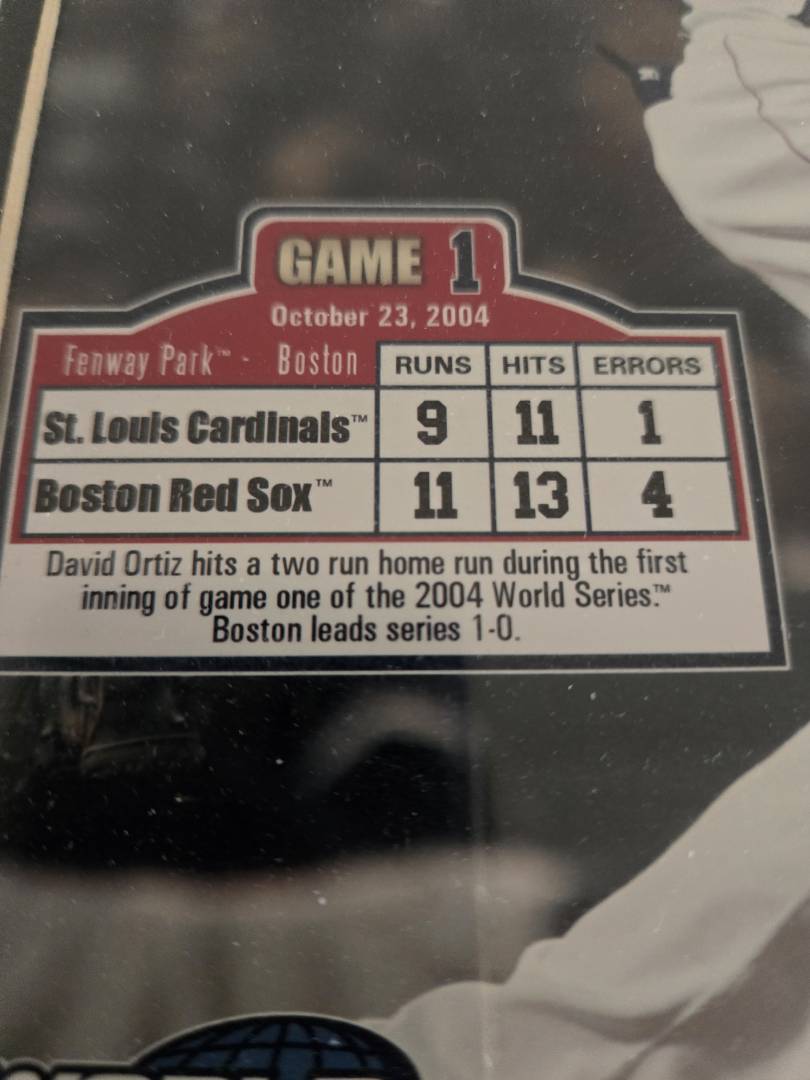 GAME 1
October 23, 2004
Fenway Park™ - Boston RUNS HITS ERRORS
St. Louis Cardinals™ 9 11 1
Boston Red Sox™ 11 13 4
David Ortiz hits a two run home run during the first
inning of game one of the 2004 World Series.™
Boston leads series 1-0.